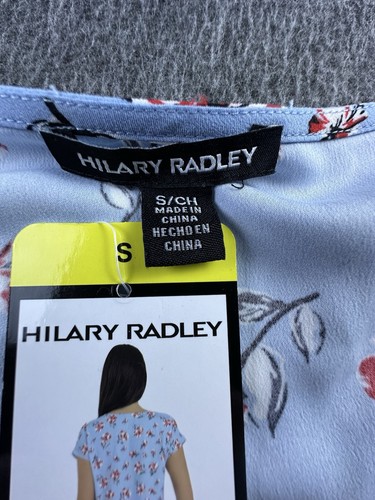 HILARY RADLEY
S/CH
MADE IN
CHINA
HECHO EN
CHINA
S
HILARY RADLEY